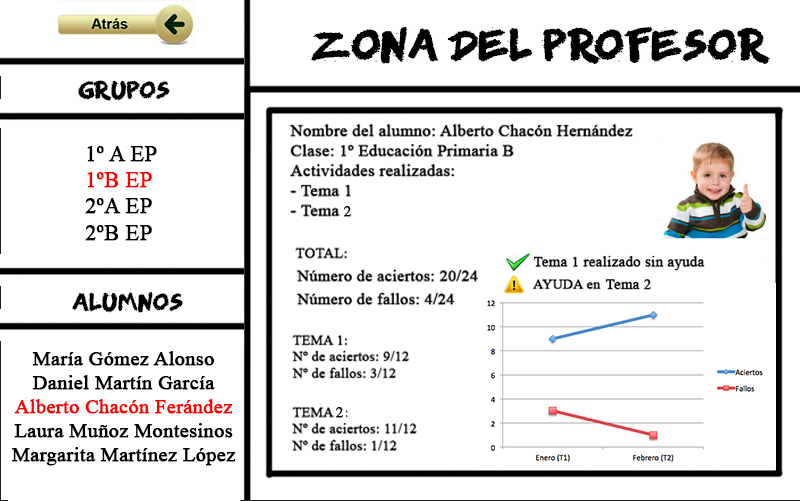 Atrás
ZONA DEL PROFESOR
GRUPOS
1º A EP
1ºB EP
2ºA EP
2ºB EP
ALUMNOS
María Gómez Alonso
Daniel Martín García
Alberto Chacón Ferández
Laura Muñoz Montesinos
Margarita Martínez López
Nombre del alumno: Alberto Chacón Hernández
Clase: 1º Educación Primaria B
Actividades realizadas:
- Tema 1
- Tema 2
TOTAL:
Número de aciertos: 20/24
Número de fallos: 4/24
TEMA 1:
Nº de aciertos: 9/12
Nº de fallos: 3/12
TEMA 2:
Nº de aciertos: 11/12
Nº de fallos: 1/12
Tema 1 realizado sin ayuda
AYUDA en Tema 2
12
10
8
6
4
2
0
Enero (T1) Febrero (T2)
Aciertos
Fallos